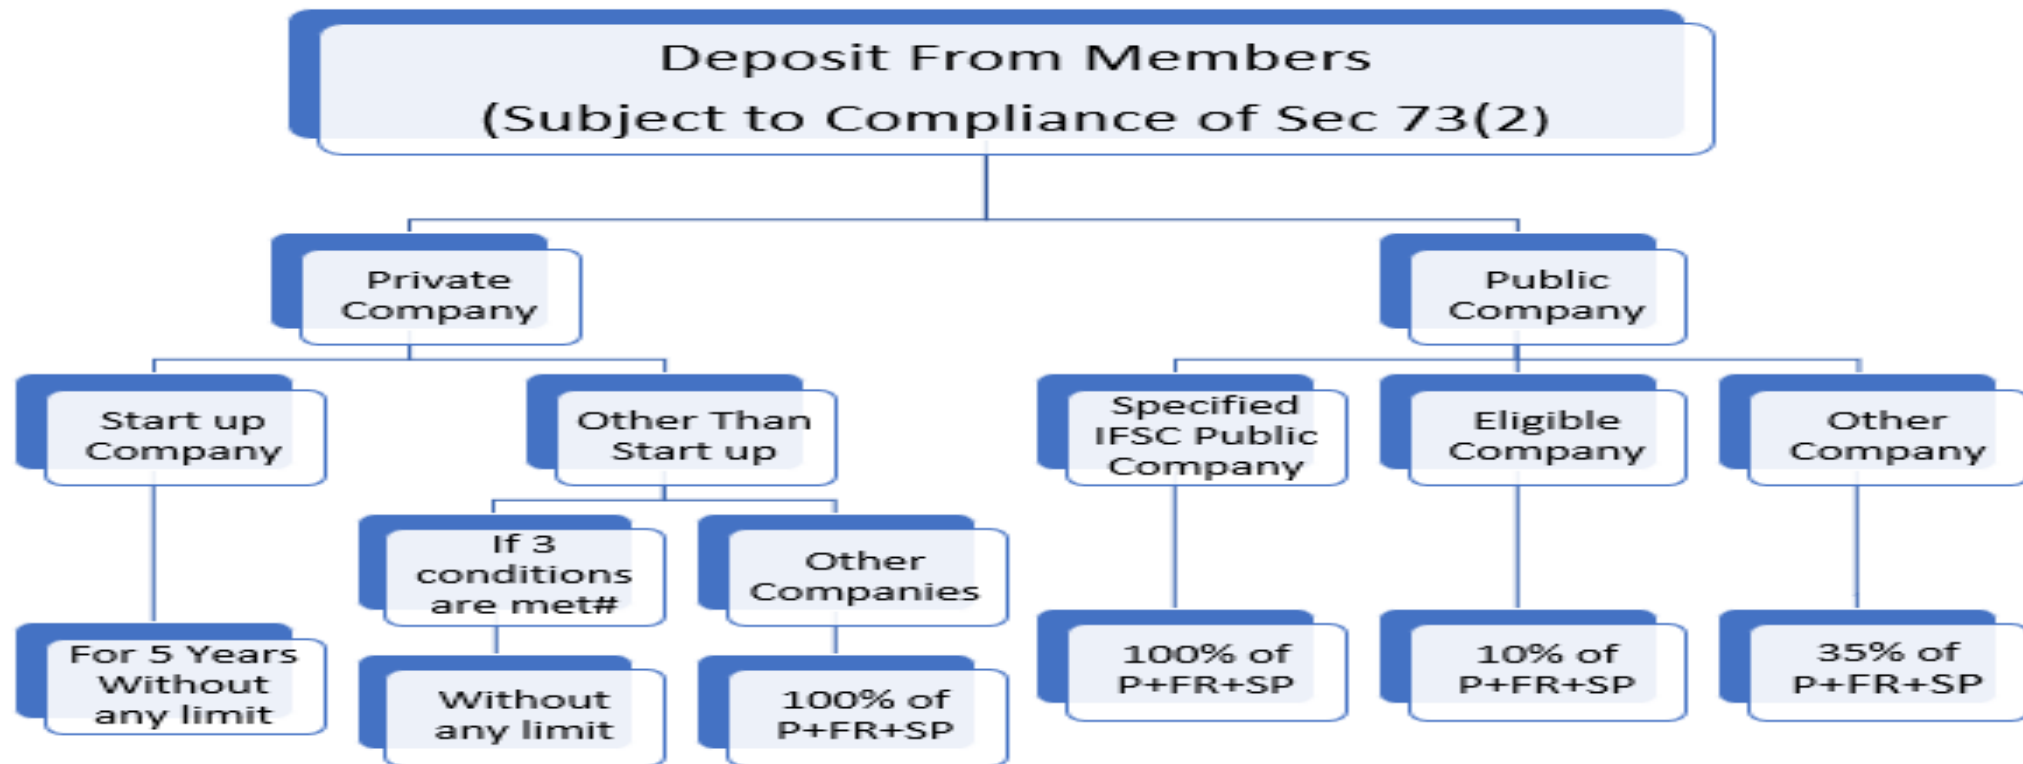 Deposit From Members
(Subject to Compliance of Sec 73(2)
Private
Company
Public
Company
Start up
Company
Other Than
Start up
Specified
IFSC Public
Company
Eligible
Company
Other
Company
If 3
conditions
are met#
Other
Companies
For 5 Years
Without
any limit
Without
any limit
100% of
P+FR+SP
100% of
P+FR+SP
10% of
P+FR+SP
35% of
P+FR+SP